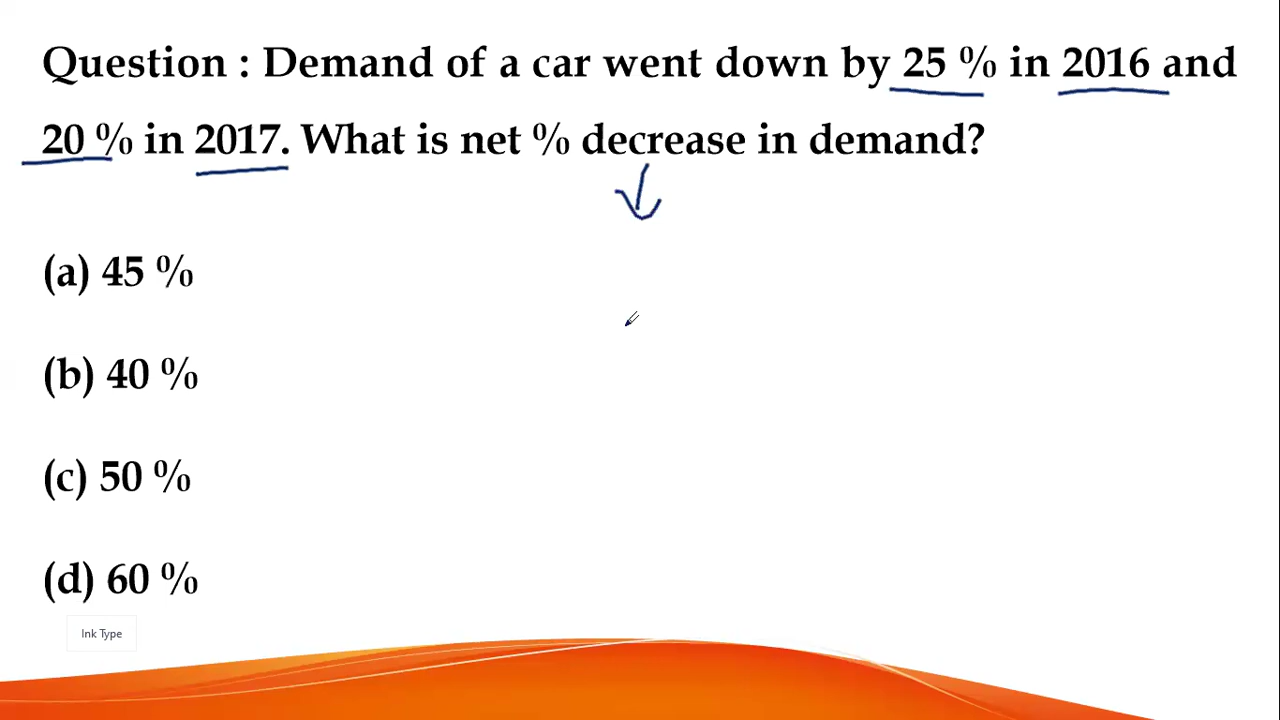 Question : Demand of a car went down by 25 % in 2016 and
20 % in 2017. What is net % decrease in demand?
(a) 45 %
(b) 40 %
(c) 50 %
(d) 60 %
Ink Type